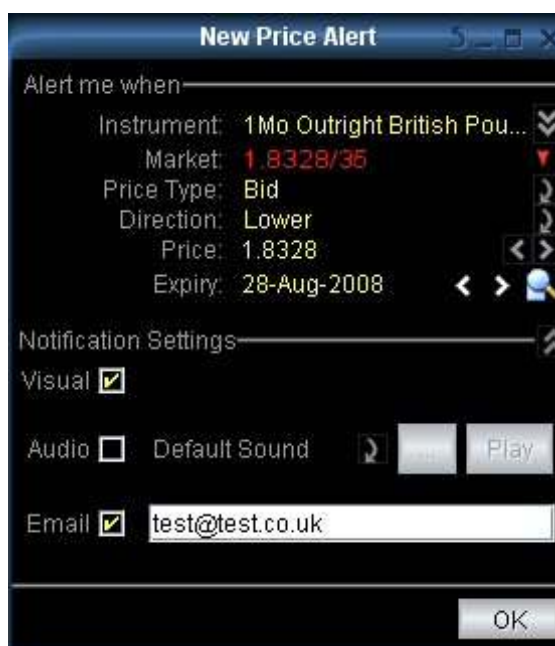 New Price Alert
Alert me when
Instrument: 1Mo Outright British Pou...
Market: 1.8328/35
Price Type: Bid
Direction: Lower
Price: 1.8328
Expiry: 28-Aug-2008
Notification Settings
Visual
Audio Default Sound ... Play
Email test@test.co.uk
OK